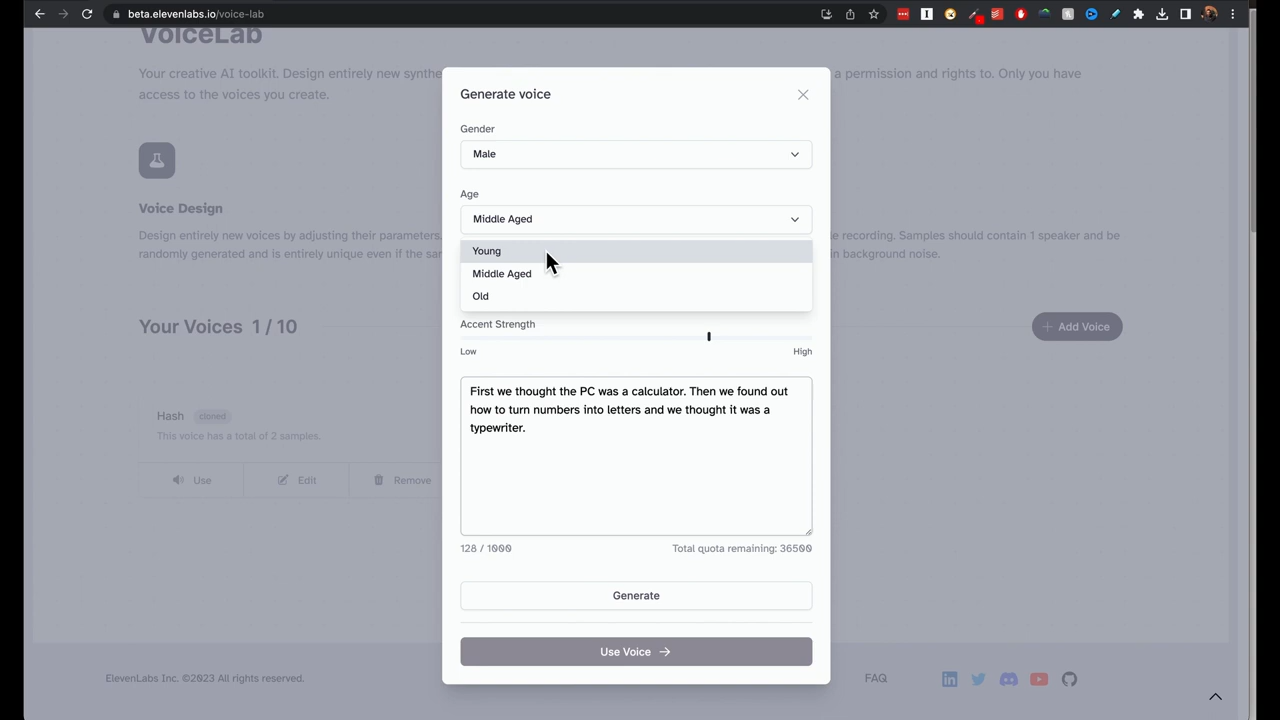 beta.elevenlabs.io/voice-lab
VoiceLab
Your creative AI toolkit. Design entirely new synthe
a permission and rights to. Only you have
access to the voices you create.
Generate voice
Gender
Male
Age
Middle Aged
Young
Middle Aged
Old
Accent Strength
Low
High
First we thought the PC was a calculator. Then we found out
how to turn numbers into letters and we thought it was a
typewriter.
128 / 1000
Total quota remaining: 36500
Generate
Use Voice
Voice Design
Design entirely new voices by adjusting their parameters.
e recording. Samples should contain 1 speaker and be
randomly generated and is entirely unique even if the sam
in background noise.
Your Voices 1 / 10
Add Voice
Hash cloned
This voice has a total of 2 samples.
Use
Edit
Remove
ElevenLabs Inc. ©2023 All rights reserved.
FAQ